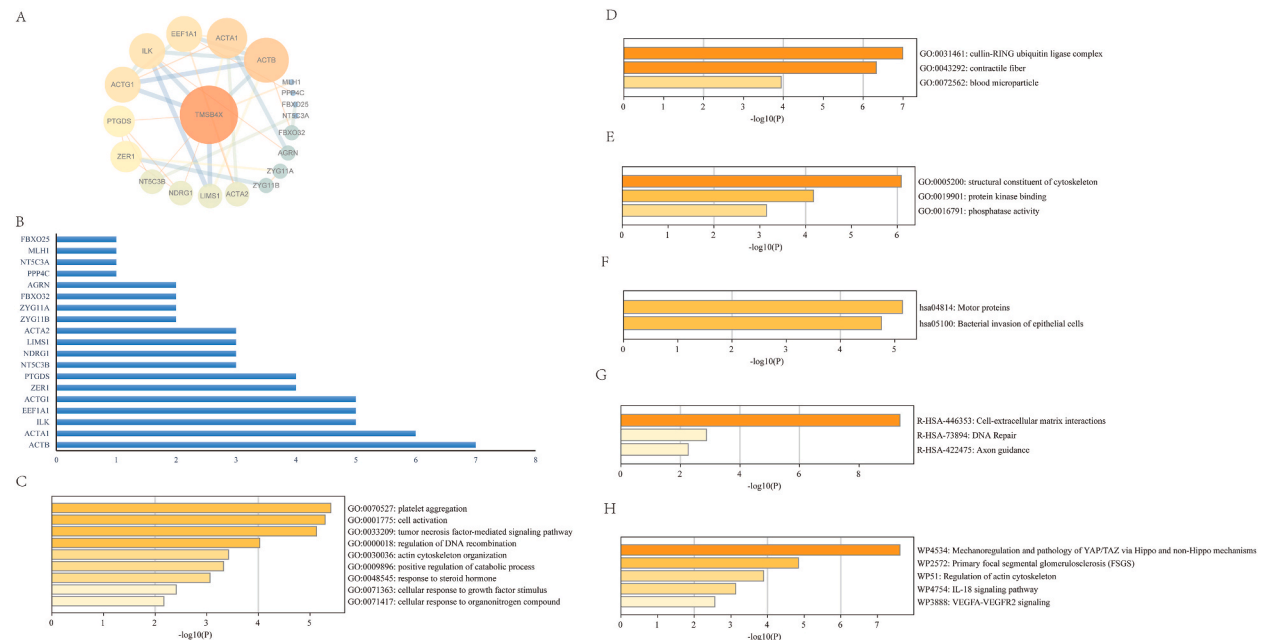 A
EEF1A1
ACTA1
ILK
ACTB
ACTG1
MLH1
PPP4C
FBXO25
NT5C3A
TMSB4X
PTGDS
FBXO32
ZER1
AGRN
ZYG11A
NT5C3B
ZYG11B
NDRG1
LIMS1
ACTA2
B
FBXO25
MLH1
NT5C3A
PPP4C
AGRN
FBXO32
ZYG11A
ZYG11B
ACTA2
LIMS1
NDRG1
NT5C3B
PTGDS
ZER1
ACTG1
EEF1A1
ILK
ACTA1
ACTB
0 1 2 3 4 5 6 7 8
C
GO:0070527: platelet aggregation
GO:0001775: cell activation
GO:0033209: tumor necrosis factor-mediated signaling pathway
GO:0000018: regulation of DNA recombination
GO:0030036: actin cytoskeleton organization
GO:0009896: positive regulation of catabolic process
GO:0048545: response to steroid hormone
GO:0071363: cellular response to growth factor stimulus
GO:0071417: cellular response to organonitrogen compound
0 1 2 3 4 5
-log10(P)
D
GO:0031461: cullin-RING ubiquitin ligase complex
GO:0043292: contractile fiber
GO:0072562: blood microparticle
0 1 2 3 4 5 6 7
-log10(P)
E
GO:0005200: structural constituent of cytoskeleton
GO:0019901: protein kinase binding
GO:0016791: phosphatase activity
0 1 2 3 4 5 6
-log10(P)
F
hsa04814: Motor proteins
hsa05100: Bacterial invasion of epithelial cells
0 1 2 3 4 5
-log10(P)
G
R-HSA-446353: Cell-extracellular matrix interactions
R-HSA-73894: DNA Repair
R-HSA-422475: Axon guidance
0 2 4 6 8
-log10(P)
H
WP4534: Mechanoregulation and pathology of YAP/TAZ via Hippo and non-Hippo mechanisms
WP2572: Primary focal segmental glomerulosclerosis (FSGS)
WP51: Regulation of actin cytoskeleton
WP4754: IL-18 signaling pathway
WP3888: VEGFA-VEGFR2 signaling
0 1 2 3 4 5 6 7
-log10(P)